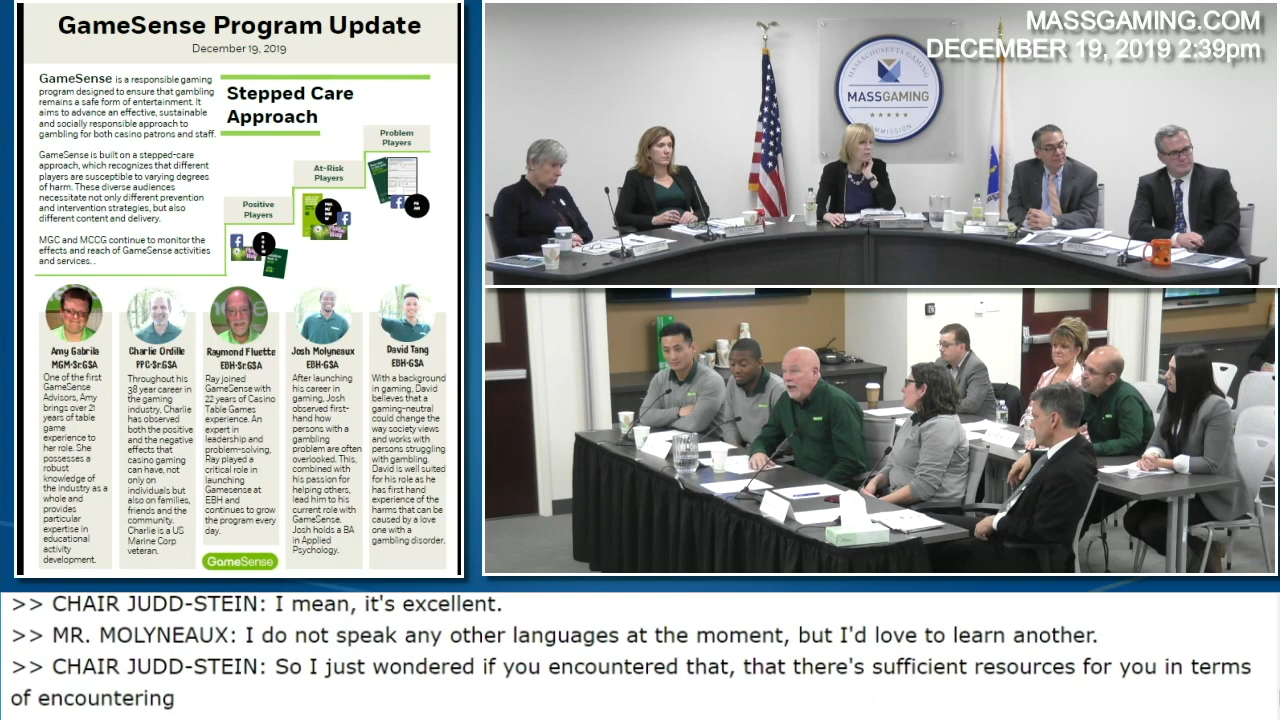 GameSense Program Update
December 19, 2019
GameSense is a responsible gaming
program designed to ensure that gambling
remains a safe form of entertainment. It
aims to advance an effective, sustainable
and socially responsible approach to
gambling for both casino patrons and staff.
GameSense is built on a stepped-care
approach, which recognizes that different
players are susceptible to varying degrees
of harm. These diverse audiences
necessitate not only different prevention
and intervention strategies, but also
different content and delivery.
MGC and MCCG continue to monitor the
effects and reach of GameSense activities
and services. .
Stepped Care
Approach
Positive
Players
At-Risk
Players
Problem
Players
Amy Gabrila
MGM-Sr.GSA
One of the first
GameSense
Advisors, Amy
brings over 21
years of table
game
experience to
her role. She
possesses a
robust
knowledge of
the industry as a
whole and
provides
particular
expertise in
educational
activity
development.
Charlie Ordille
PPC-Sr.GSA
Throughout his
38 year career in
the gaming
industry, Charlie
has observed
both the positive
and the negative
effects that
casino gaming
can have, not
only on
individuals but
also on families,
friends and the
community.
Charlie is a US
Marine Corp
veteran.
Raymond Fluette
EBH-Sr.GSA
Ray joined
GameSense with
22 years of Casino
Table Games
experience. An
expert in
leadership and
problem-solving,
Ray played a
critical role in
launching
Gamesense at
EBH and
continues to grow
the program every
day.
GameSense
Josh Molyneaux
EBH-GSA
After launching
his career in
gaming, Josh
observed first-
hand how
persons with a
gambling
problem are often
overlooked. This,
combined with
his passion for
helping others,
lead him to his
current role with
GameSense.
Josh holds a BA
in Applied
Psychology.
David Tang
EBH-GSA
With a background
in gaming, David
believes that a
gaming-neutral
could change the
way society views
and works with
persons struggling
with gambling.
David is well suited
for his role as he
has first hand
experience of the
harms that can be
caused by a love
one with a
gambling disorder.
MASSGAMING.COM
DECEMBER 19, 2019 2:39pm
MASSACHUSETTS GAMING
MASSGAMING
COMMISSION
>> CHAIR JUDD-STEIN: I mean, it's excellent.
>> MR. MOLYNEAUX: I do not speak any other languages at the moment, but I'd love to learn another.
>> CHAIR JUDD-STEIN: So I just wondered if you encountered that, that there's sufficient resources for you in terms
of encountering